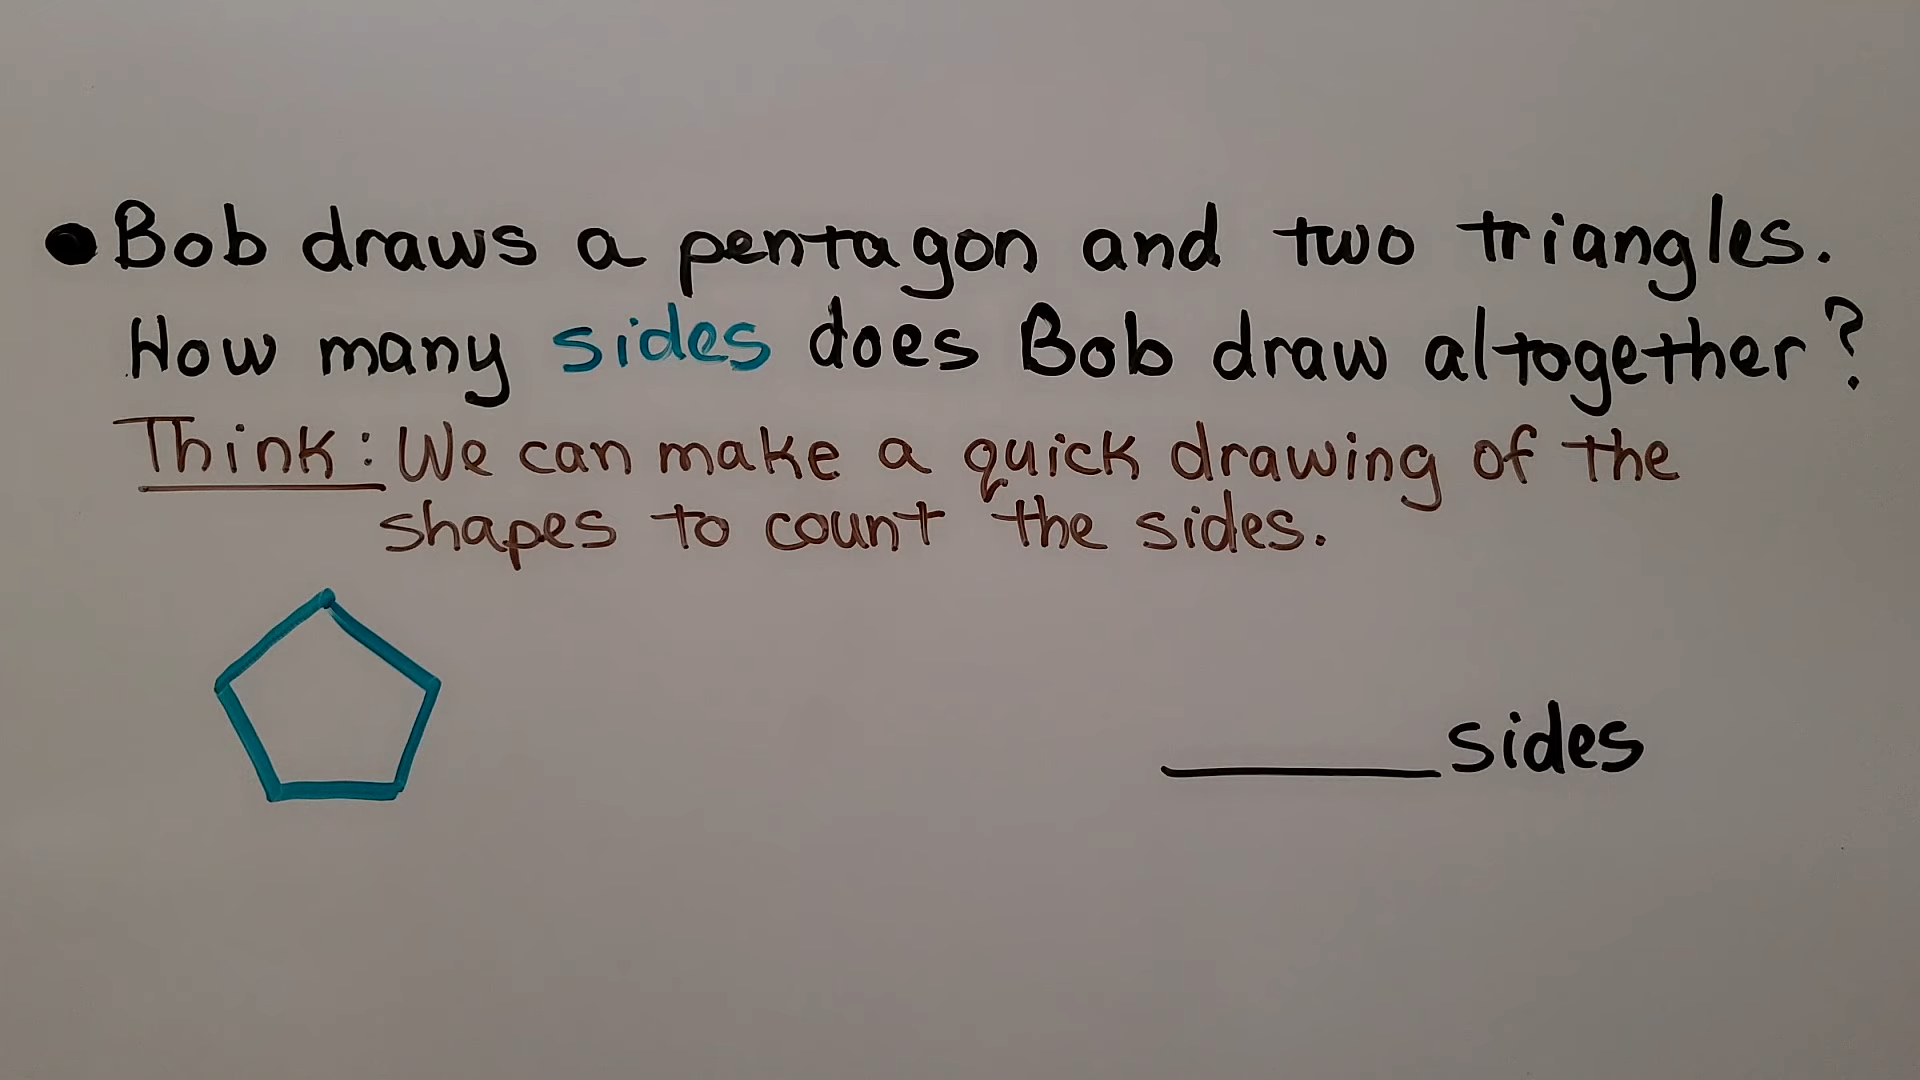 Bob draws a pentagon and two triangles.
How many sides does Bob draw altogether?
Think: We can make a quick drawing of the
shapes to count the sides.
______ sides